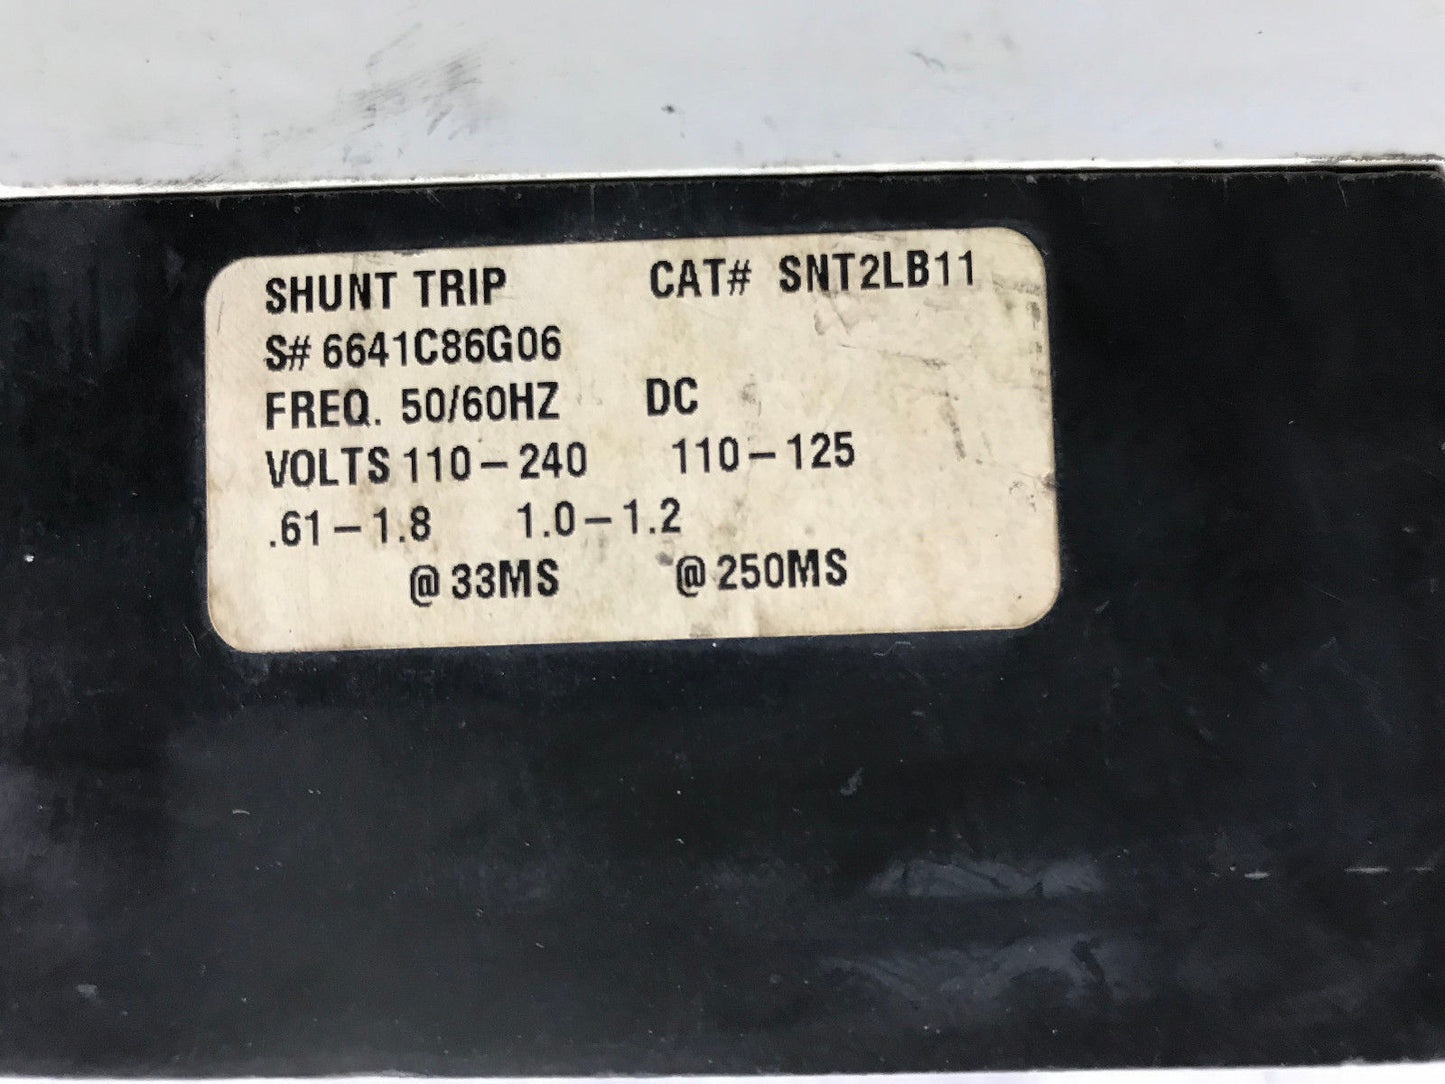 SHUNT TRIP CAT# SNT2LB11
S# 6641C86G06
FREQ. 50/60HZ DC
VOLTS 110-240 110-125
.61-1.8 1.0-1.2
@33MS @250MS